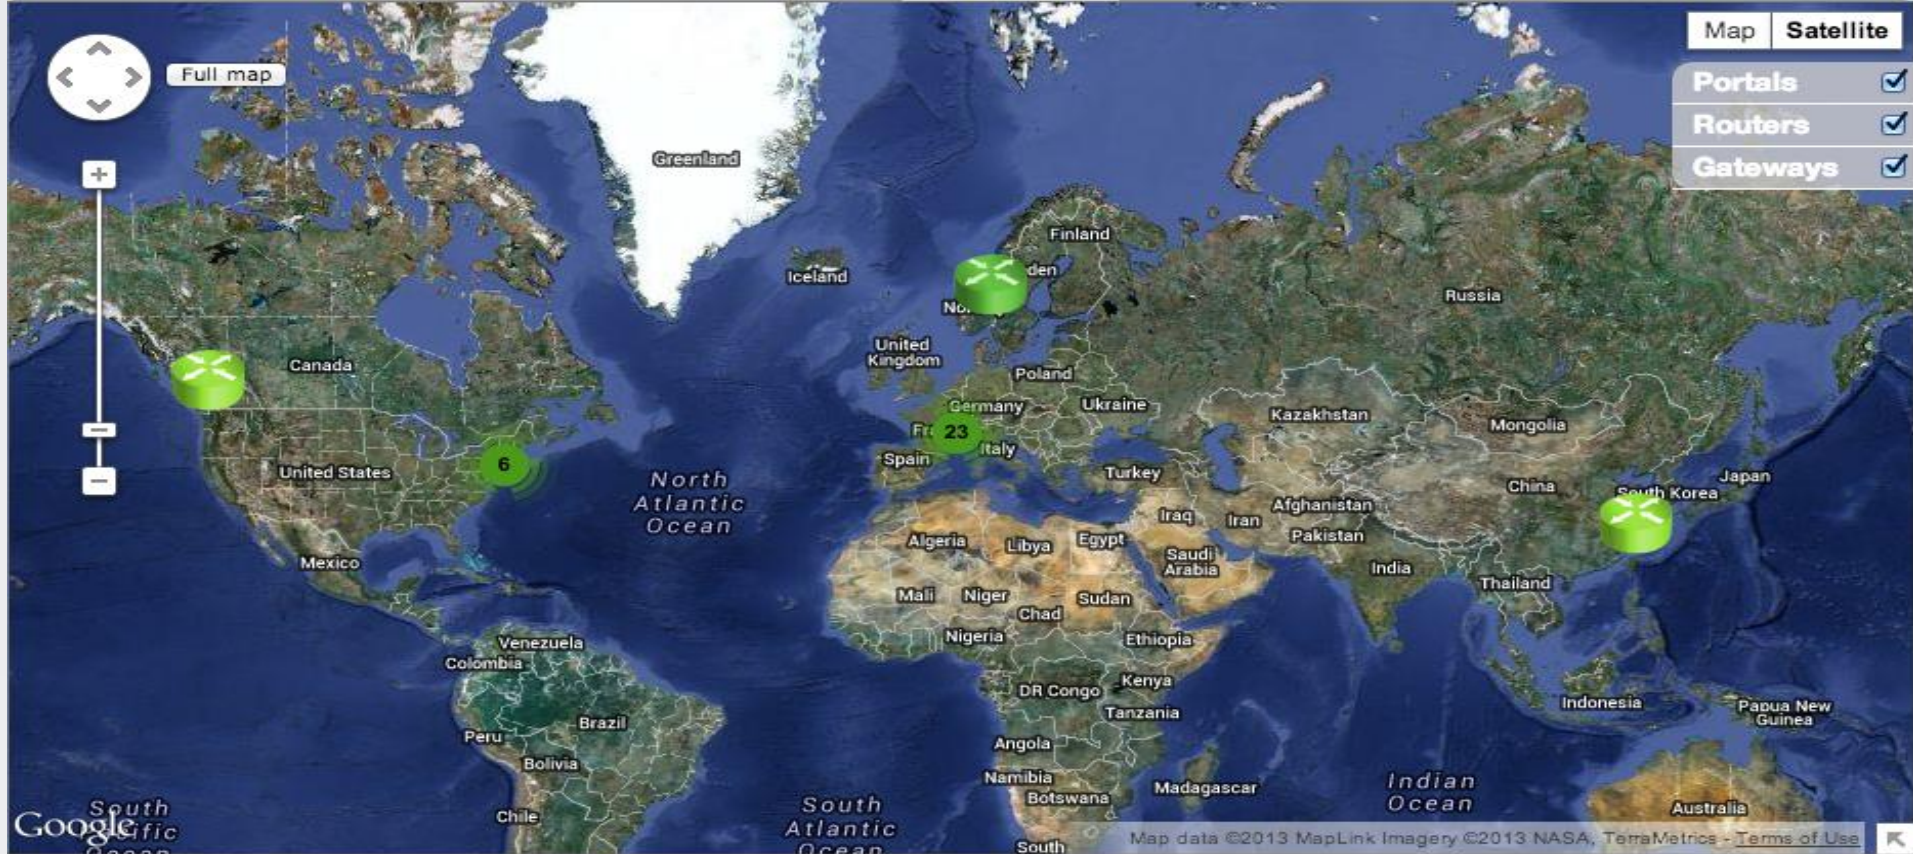 Map
Satellite
Full map
Portals
Routers
Gateways
+
Greenland
Finland
Iceland
Russia
United
Kingdom
Canada
Poland
Germany
Ukraine
Kazakhstan
Mongolia
23
6
Italy
Spain
United States
Turkey
Japan
China
South Korea
North
Atlantic
Ocean
Afghanistan
Iraq
Iran
Pakistan
Algeria
Libya
Egypt
Saudi
Arabia
Mexico
India
Thailand
Mali
Niger
Chad
Sudan
Nigeria
Ethiopia
Venezuela
Colombia
Kenya
DR Congo
Tanzania
Indonesia
Papua New
Guinea
Brazil
Peru
Angola
Bolivia
Namibia
Botswana
Madagascar
Indian
Ocean
South
Atlantic
Ocean
Chile
Australia
South
Google
South
Map data ©2013 MapLink Imagery ©2013 NASA, TerraMetrics - Terms of Use